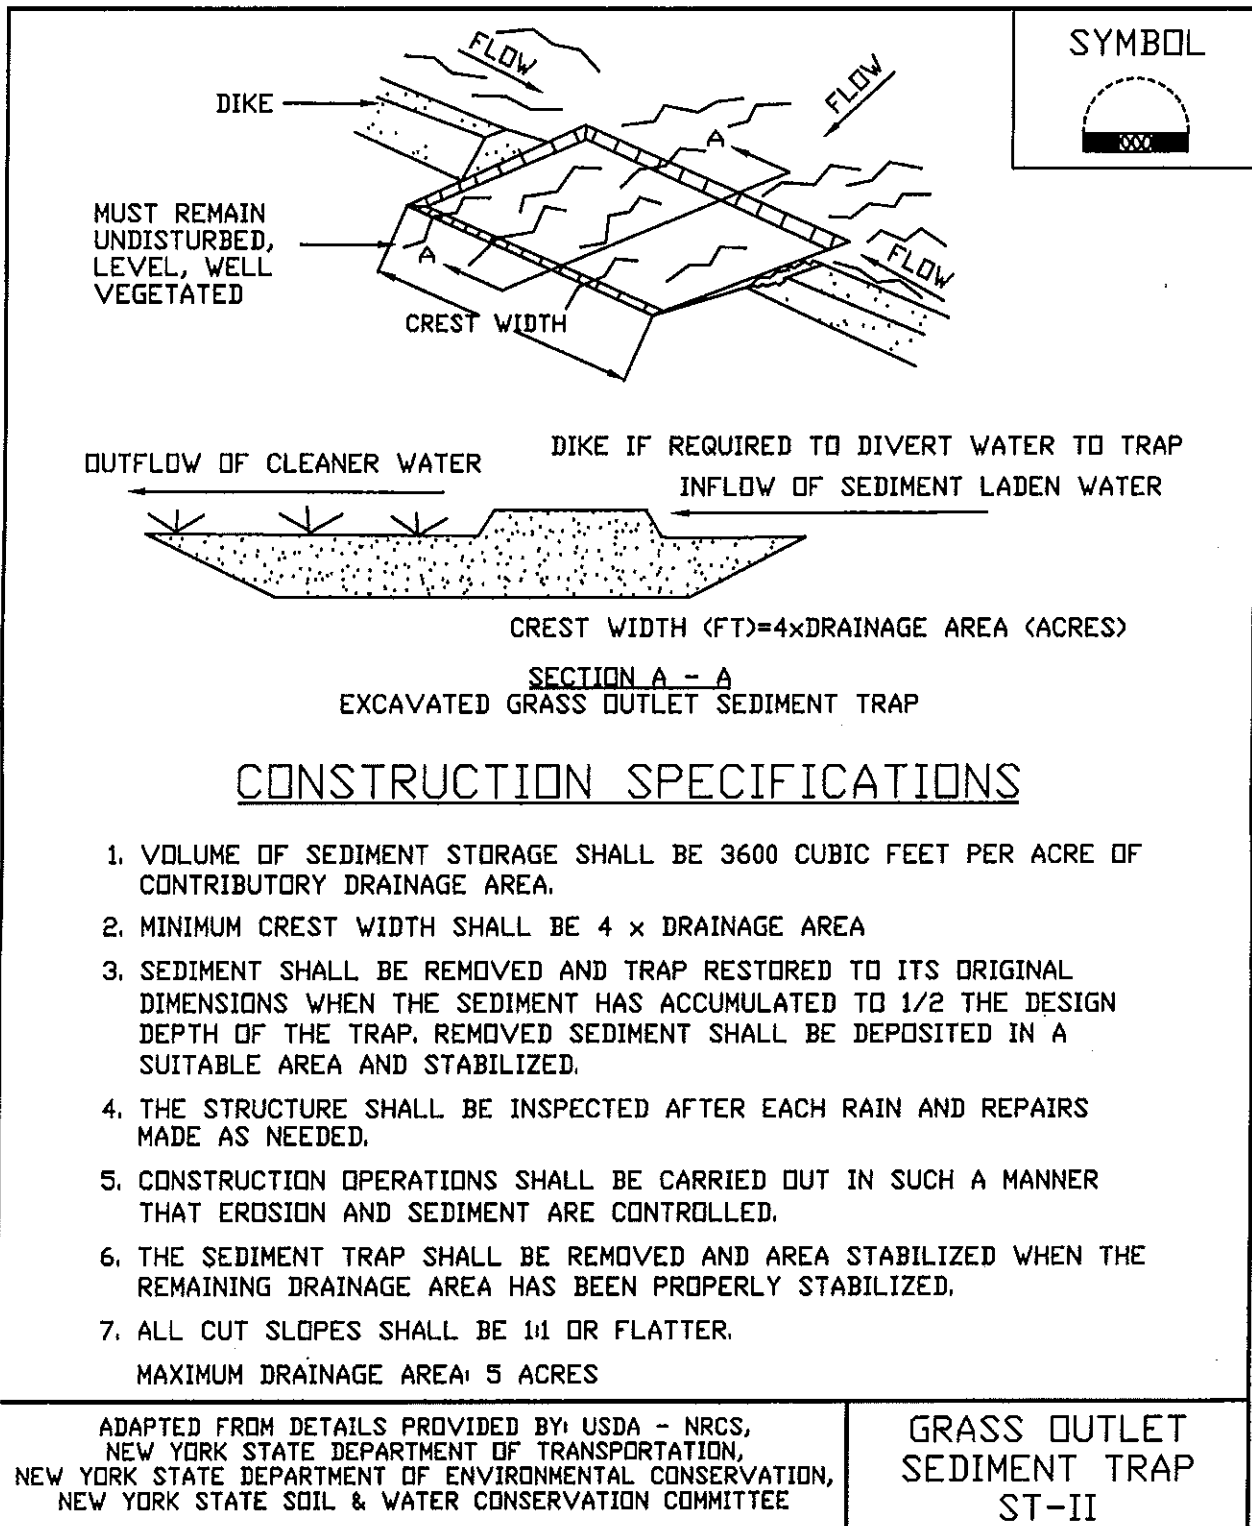 SYMBOL
FLOW
FLOW
DIKE
A
MUST REMAIN
UNDISTURBED,
LEVEL, WELL
VEGETATED
A
FLOW
CREST WIDTH
DIKE IF REQUIRED TO DIVERT WATER TO TRAP
OUTFLOW OF CLEANER WATER
INFLOW OF SEDIMENT LADEN WATER
CREST WIDTH (FT)=4xDRAINAGE AREA (ACRES)
SECTION A - A
EXCAVATED GRASS OUTLET SEDIMENT TRAP
CONSTRUCTION SPECIFICATIONS
1. VOLUME OF SEDIMENT STORAGE SHALL BE 3600 CUBIC FEET PER ACRE OF
CONTRIBUTORY DRAINAGE AREA.
2. MINIMUM CREST WIDTH SHALL BE 4 x DRAINAGE AREA
3. SEDIMENT SHALL BE REMOVED AND TRAP RESTORED TO ITS ORIGINAL
DIMENSIONS WHEN THE SEDIMENT HAS ACCUMULATED TO 1/2 THE DESIGN
DEPTH OF THE TRAP. REMOVED SEDIMENT SHALL BE DEPOSITED IN A
SUITABLE AREA AND STABILIZED.
4. THE STRUCTURE SHALL BE INSPECTED AFTER EACH RAIN AND REPAIRS
MADE AS NEEDED.
5. CONSTRUCTION OPERATIONS SHALL BE CARRIED OUT IN SUCH A MANNER
THAT EROSION AND SEDIMENT ARE CONTROLLED.
6. THE SEDIMENT TRAP SHALL BE REMOVED AND AREA STABILIZED WHEN THE
REMAINING DRAINAGE AREA HAS BEEN PROPERLY STABILIZED.
7. ALL CUT SLOPES SHALL BE 1:1 OR FLATTER.
MAXIMUM DRAINAGE AREA: 5 ACRES
ADAPTED FROM DETAILS PROVIDED BY: USDA - NRCS,
NEW YORK STATE DEPARTMENT OF TRANSPORTATION,
NEW YORK STATE DEPARTMENT OF ENVIRONMENTAL CONSERVATION,
NEW YORK STATE SOIL & WATER CONSERVATION COMMITTEE
GRASS OUTLET
SEDIMENT TRAP
ST-II